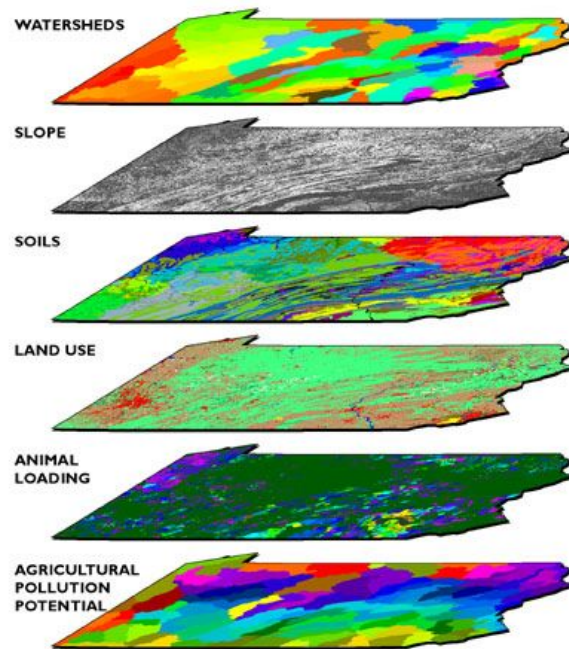 WATERSHEDS
SLOPE
SOILS
LAND USE
ANIMAL
LOADING
AGRICULTURAL
POLLUTION
POTENTIAL